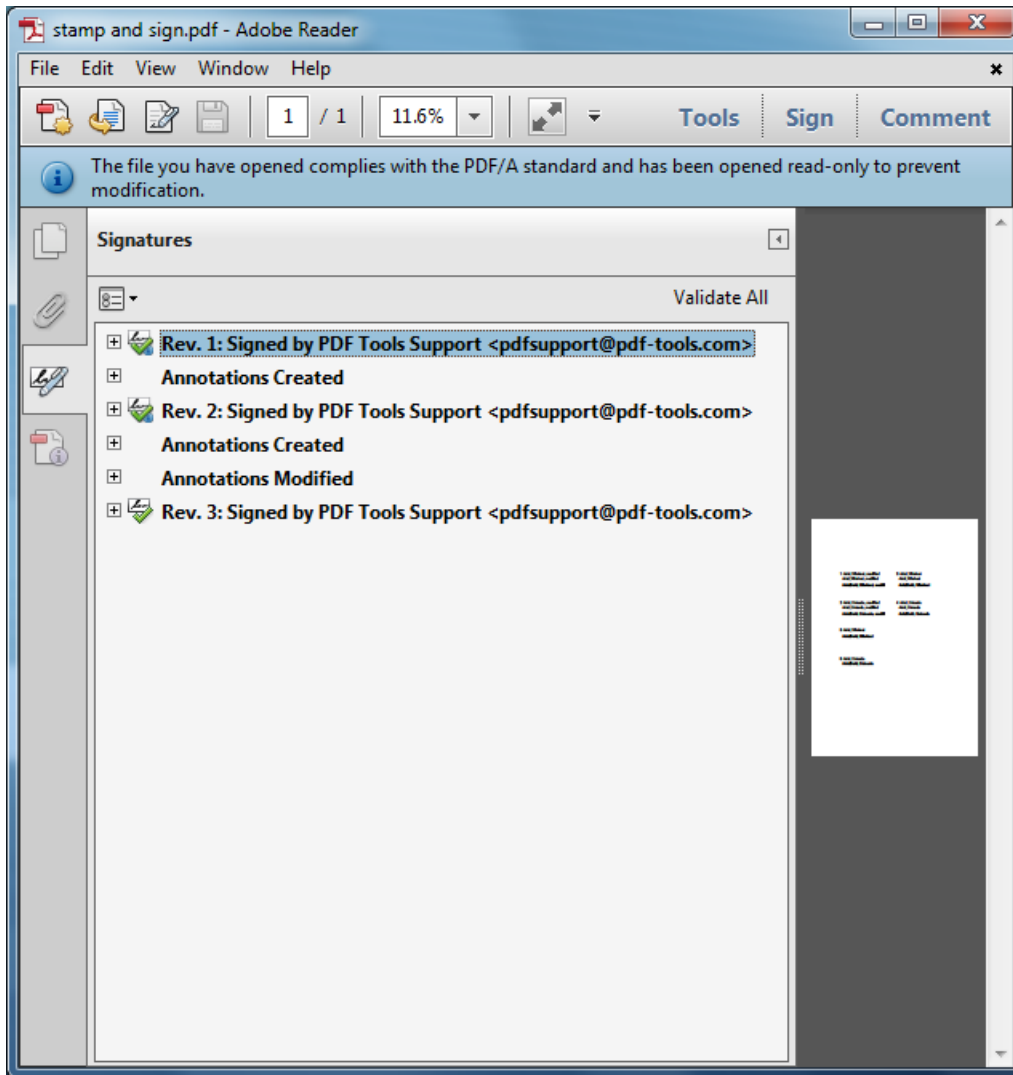 stamp and sign.pdf - Adobe Reader
File Edit View Window Help
1 / 1 11.6% Tools Sign Comment
The file you have opened complies with the PDF/A standard and has been opened read-only to prevent
modification.
Signatures
Validate All
Rev. 1: Signed by PDF Tools Support <pdfsupport@pdf-tools.com>
Annotations Created
Rev. 2: Signed by PDF Tools Support <pdfsupport@pdf-tools.com>
Annotations Created
Annotations Modified
Rev. 3: Signed by PDF Tools Support <pdfsupport@pdf-tools.com>